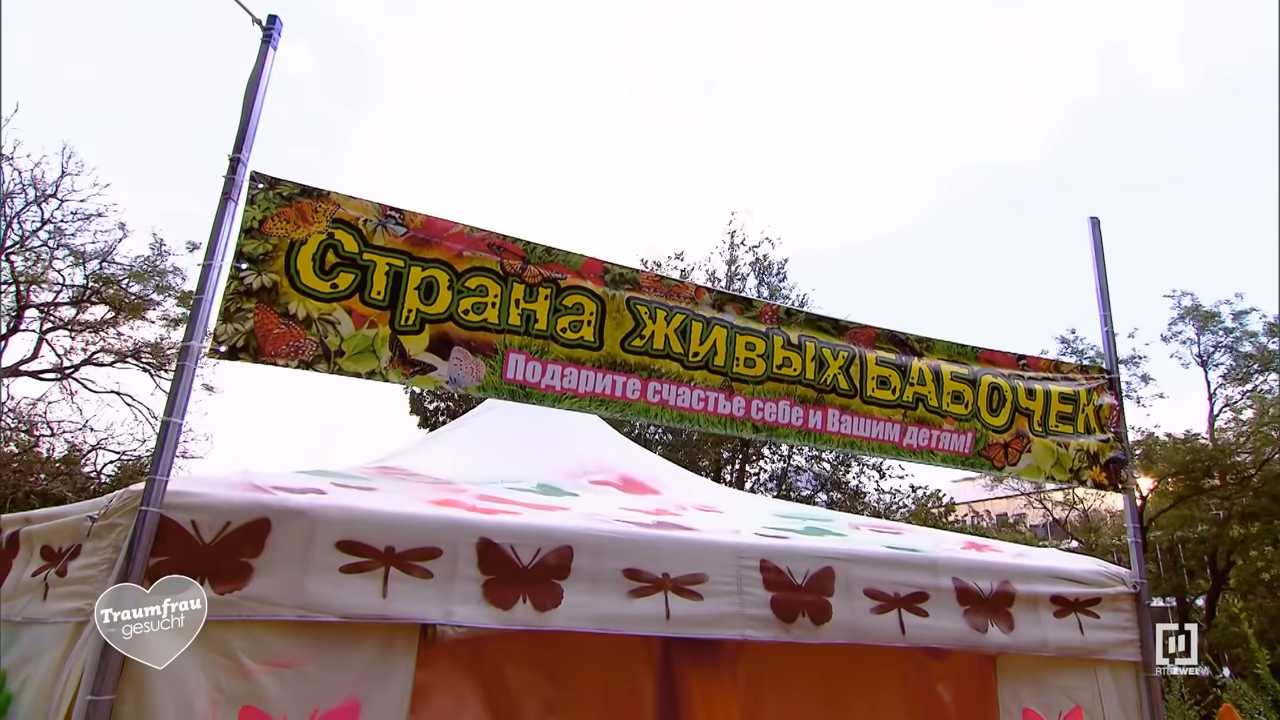 Страна живых БАБОЧЕК
Подарите счастье себе и Вашим детям!
Traumfrau
gesucht
RTLZWEI